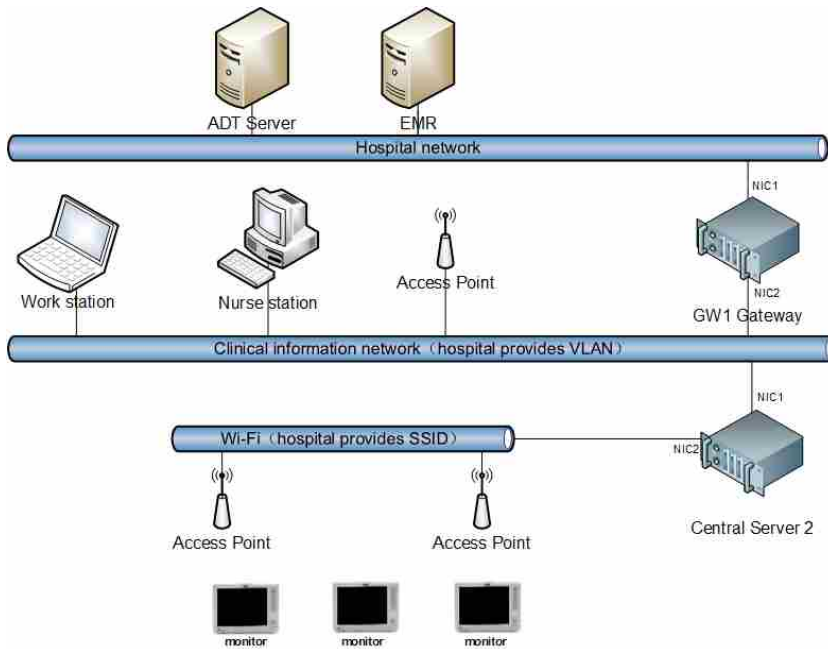 ADT Server
EMR
Hospital network
NIC1
Work station
Nurse station
Access Point
NIC2
GW1 Gateway
Clinical information network（hospital provides VLAN）
NIC1
Wi-Fi（hospital provides SSID）
NIC2
Access Point
Access Point
Central Server 2
monitor
monitor
monitor